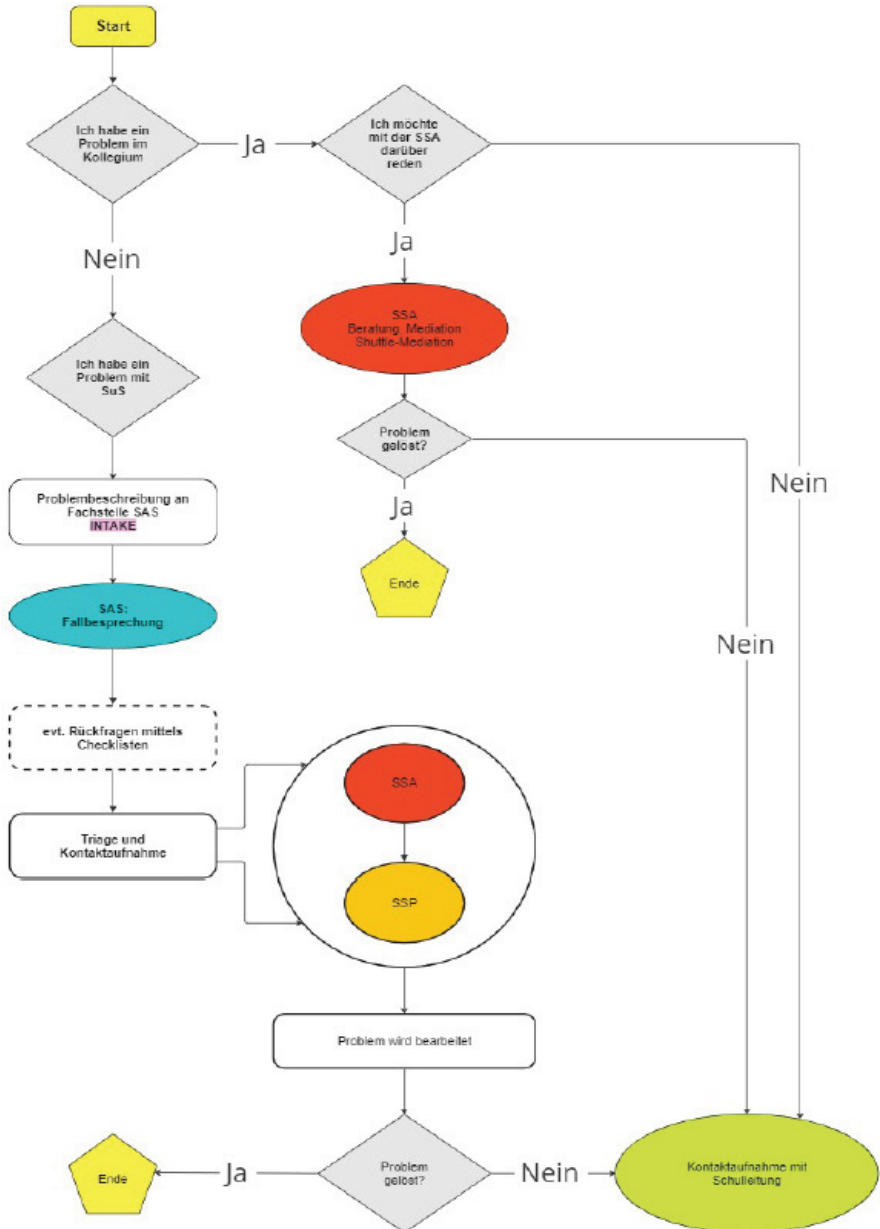 Start
Ich habe ein
Problem im
Kollegium
Ja
Ich möchte
mit der SSA
darüber
reden
Nein
Ja
SSA
Beratung, Mediation
Shuttle-Mediation
Ich habe ein
Problem mit
SuS
Problem
gelöst?
Nein
Problembeschreibung an
Fachstelle SAS
INTAKE
Ja
Ende
SAS:
Fallbesprechung
Nein
evt. Rückfragen mittels
Checklisten
SSA
Triage und
Kontaktaufnahme
SSP
Problem wird bearbeitet
Ende
Ja
Problem
gelöst?
Nein
Kontaktaufnahme mit
Schulleitung